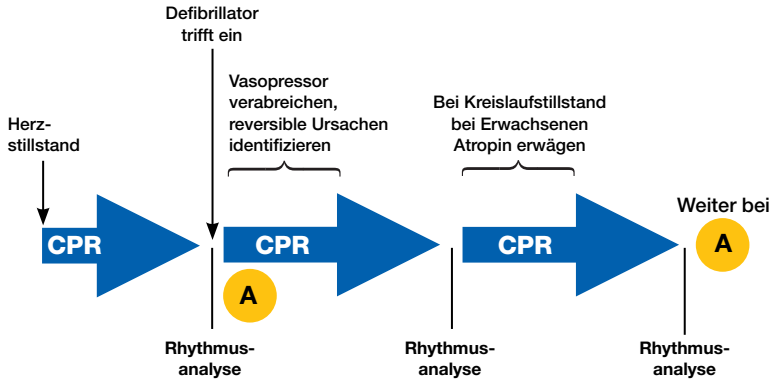 Defibrillator
trifft ein
Vasopressor
verabreichen,
reversible Ursachen
identifizieren
Bei Kreislaufstillstand
bei Erwachsenen
Atropin erwägen
Herz-
stillstand
Weiter bei
A
CPR
CPR
CPR
A
Rhythmus-
analyse
Rhythmus-
analyse
Rhythmus-
analyse